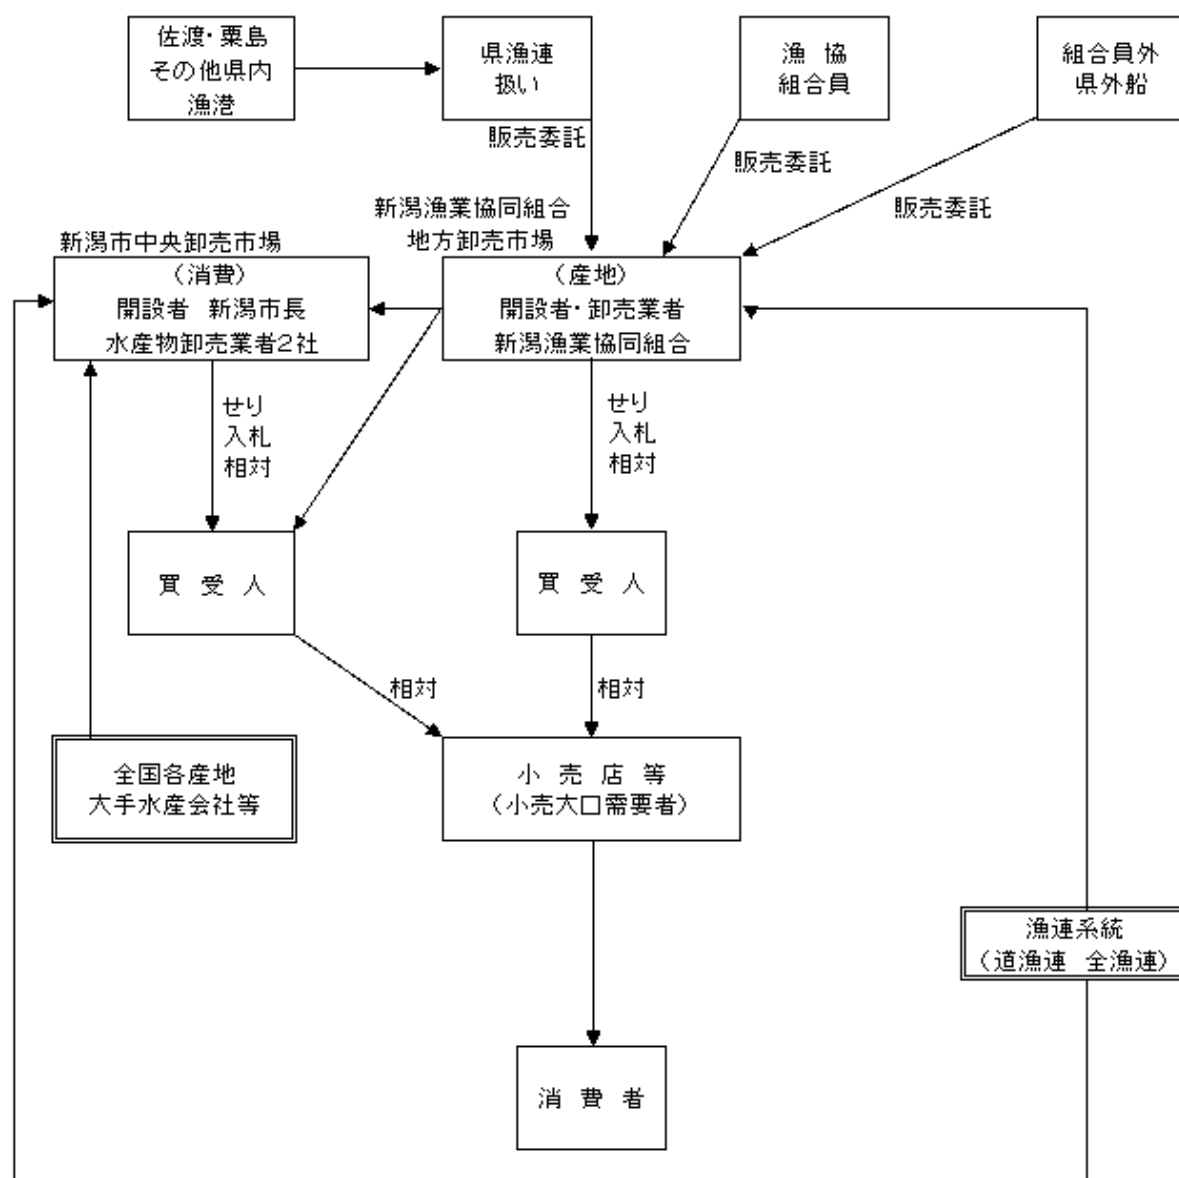 佐渡・粟島
その他県内
漁港
県漁連
扱い
漁 協
組合員
組合員外
県外船
販売委託
販売委託
販売委託
新潟漁業協同組合
地方卸売市場
新潟市中央卸売市場
（消費）
開設者 新潟市長
水産物卸売業者2社
（産地）
開設者・卸売業者
新潟漁業協同組合
せり
入札
相対
せり
入札
相対
買 受 人
買 受 人
相対
相対
全国各産地
大手水産会社等
小 売 店 等
（小売大口需要者）
漁連系統
（道漁連 全漁連）
消 費 者